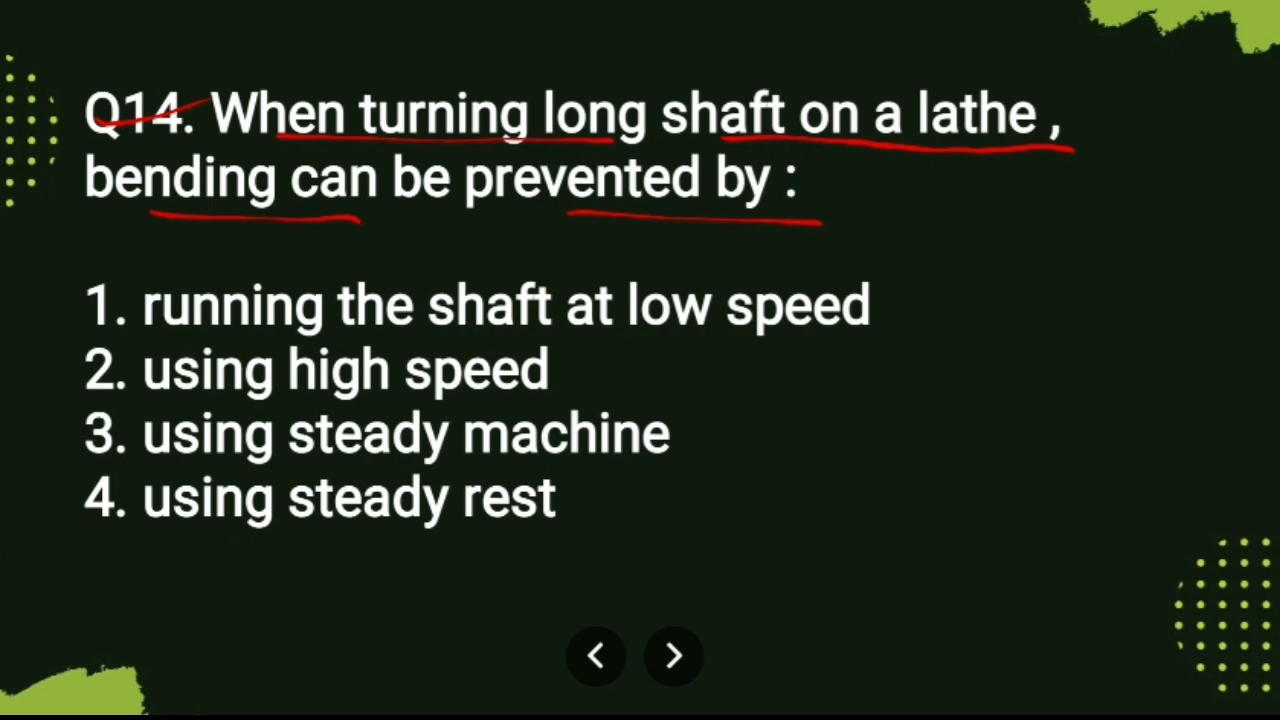 Q14. When turning long shaft on a lathe ,
bending can be prevented by :
1. running the shaft at low speed
2. using high speed
3. using steady machine
4. using steady rest